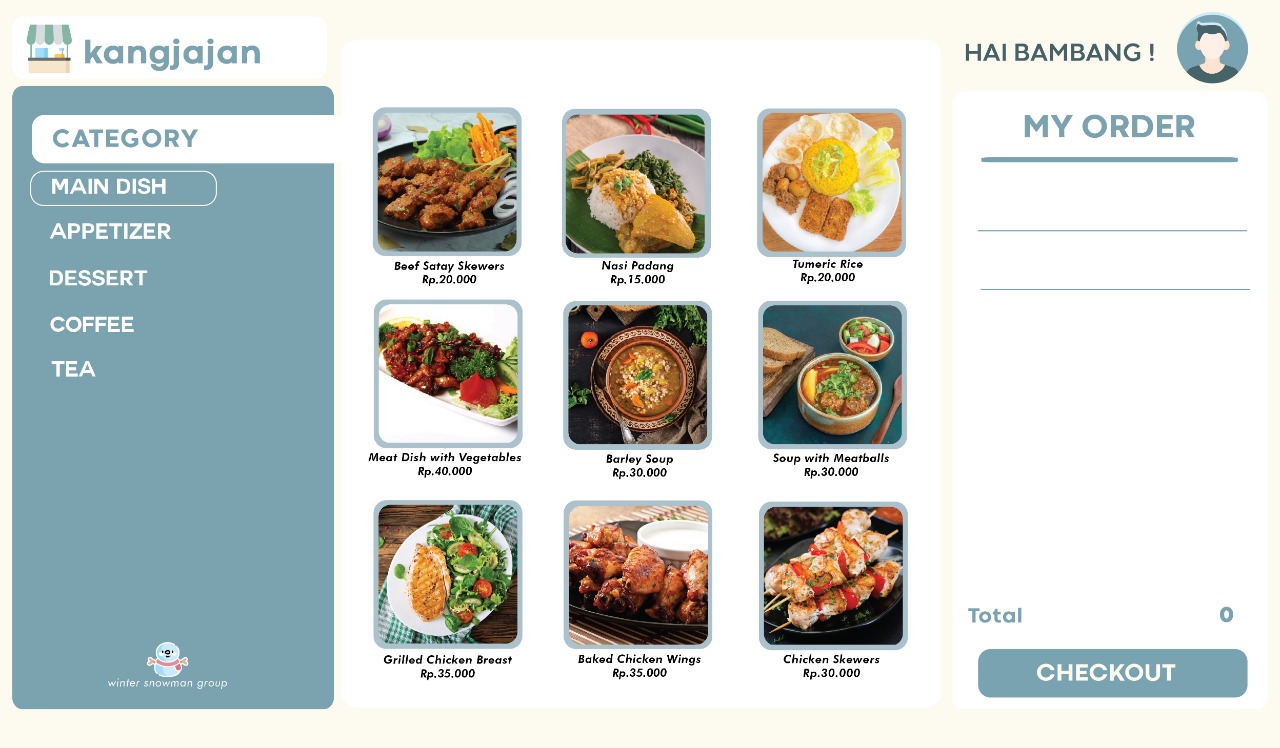 kangjajan
HAI BAMBANG !
CATEGORY
MAIN DISH
APPETIZER
DESSERT
COFFEE
TEA
winter snowman group
Beef Satay Skewers
Rp.20.000
Nasi Padang
Rp.15.000
Tumeric Rice
Rp.20.000
Meat Dish with Vegetables
Rp.40.000
Barley Soup
Rp.30.000
Soup with Meatballs
Rp.30.000
Grilled Chicken Breast
Rp.35.000
Baked Chicken Wings
Rp.35.000
Chicken Skewers
Rp.30.000
MY ORDER
Total 0
CHECKOUT